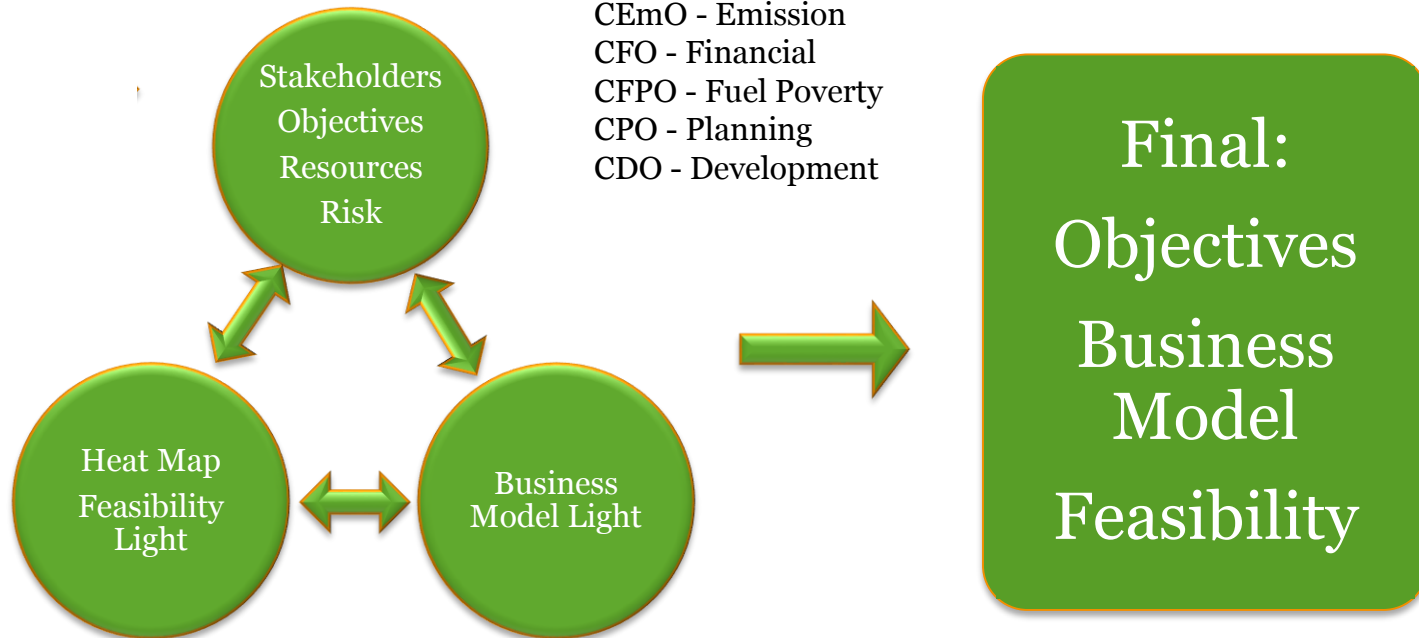 Stakeholders
Objectives
Resources
Risk
CEmO - Emission
CFO - Financial
CFPO - Fuel Poverty
CPO - Planning
CDO - Development
Heat Map
Feasibility
Light
Business
Model Light
Final:
Objectives
Business
Model
Feasibility